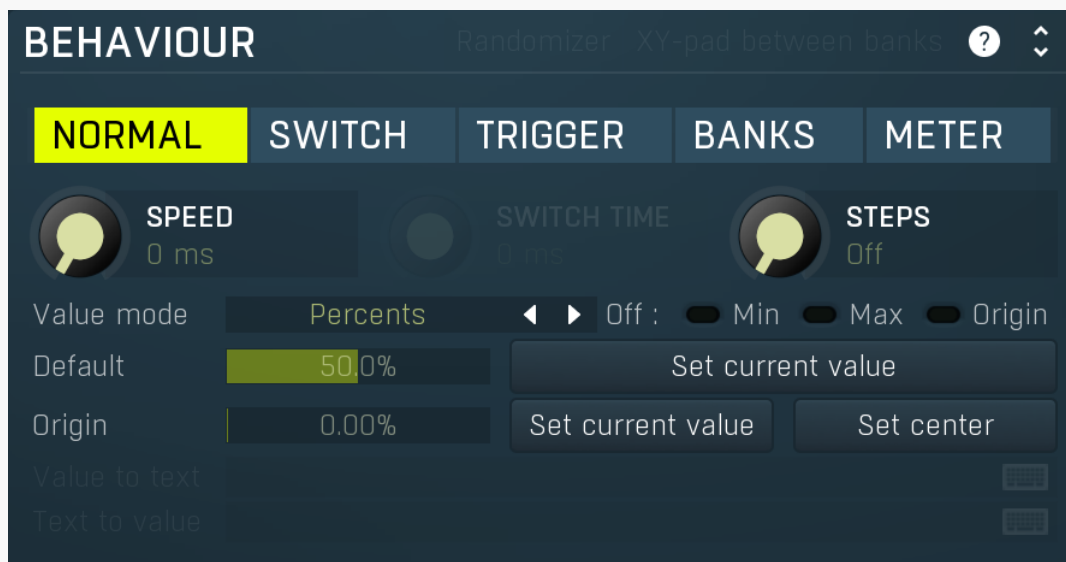 BEHAVIOUR Randomizer XY-pad between banks ?
NORMAL SWITCH TRIGGER BANKS METER
SPEED SWITCH TIME STEPS
0 ms 0 ms Off
Value mode Percents Off : Min Max Origin
Default 50.0% Set current value
Origin 0.00% Set current value Set center
Value to text
Text to value